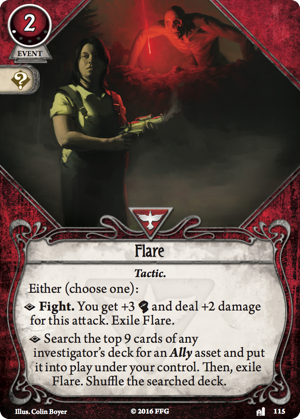 2
EVENT
?
Flare
Tactic.
Either (choose one):
Fight. You get +3 and deal +2 damage
for this attack. Exile Flare.
Search the top 9 cards of any
investigator's deck for an Ally asset and put
it into play under your control. Then, exile
Flare. Shuffle the searched deck.
Illus. Colin Boyer
© 2016 FFG
115